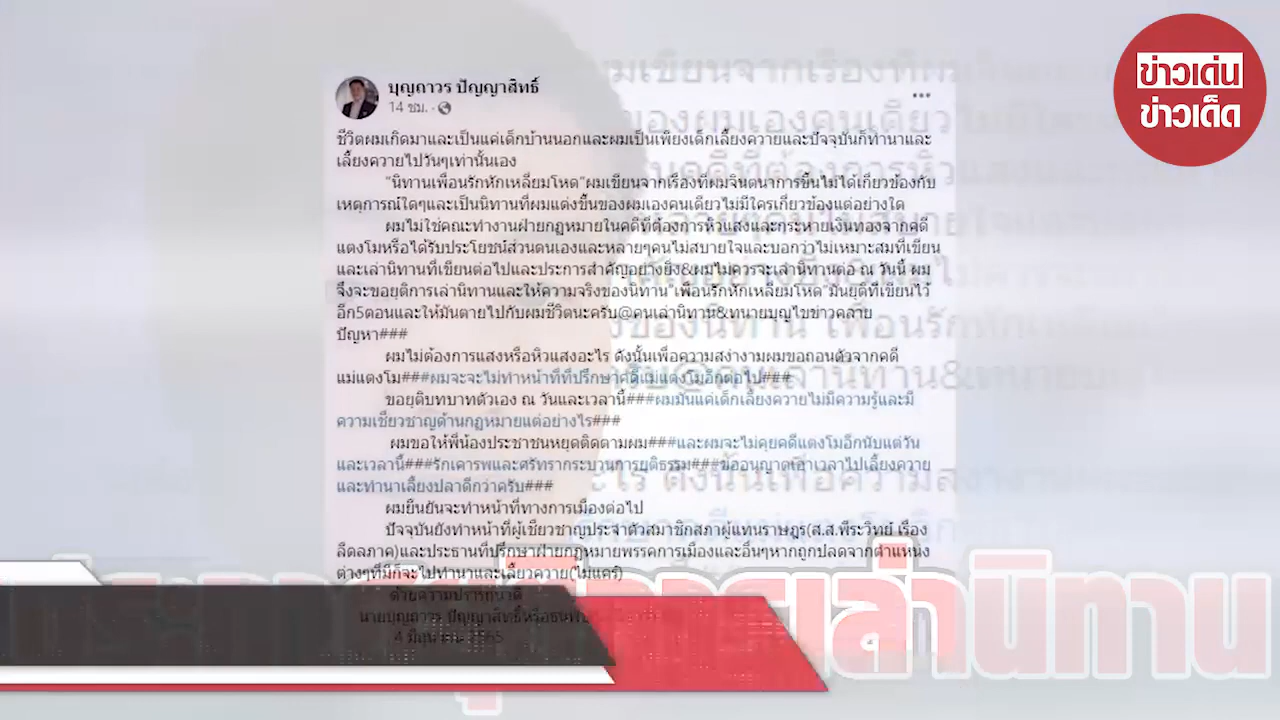 ข่าวเด่น
ข่าวเด็ด
บุญถาวร ปัญญาสิทธิ์
14 ชม. ·
ชีวิตผมเกิดมาและเป็นแค่เด็กบ้านนอกและผมเป็นเพียงเด็กเลี้ยงควายและปัจจุบันก็ทำนาและ
เลี้ยงควายไปวันๆเท่านั้นเอง
"นิทานเพื่อนรักหักเหลี่ยมโหด"ผมเขียนจากเรื่องที่ผมจินตนาการขึ้นไม่ได้เกี่ยวข้องกับ
เหตุการณ์ใดๆและเป็นนิทานที่ผมแต่งขึ้นของผมเองคนเดียวไม่มีใครเกี่ยวข้องแต่อย่างใด
ผมไม่ใช่คณะทำงานฝ่ายกฎหมายในคดีที่ต้องการหิวแสงและกระหายเงินทองจากคดี
แตงโมหรือได้รับประโยชน์ส่วนตนเองและหลายๆคนไม่สบายใจและบอกว่าไม่เหมาะสมที่เขียน
และเล่านิทานที่เขียนต่อไปและประการสำคัญอย่างยิ่ง&ผมไม่ควรจะเล่านิทานต่อ ณ วันนี้ ผม
จึงจะขอยุติการเล่านิทานและให้ความจริงของนิทาน"เพื่อนรักหักเหลี่ยมโหด"มันยุติที่เขียนไว้
อีก5ตอนและให้มันตายไปกับผมชีวิตนะครับ@คนเล่านิทาน&ทนายบุญไขข่าวคลาย
ปัญหา###
ผมไม่ต้องการแสงหรือหิวแสงอะไร ดังนั้นเพื่อความสง่างามผมขอถอนตัวจากคดี
แม่แตงโม###ผมจะจะไม่ทำหน้าที่ที่ปรึกษาคดีแม่แตงโมอีกต่อไป###
ขอยุติบทบาทตัวเอง ณ วันและเวลานี้###ผมมันแค่เด็กเลี้ยงควายไม่มีความรู้และมี
ความเชี่ยวชาญด้านกฎหมายแต่อย่างไร###
ผมขอให้พี่น้องประชาชนหยุดติดตามผม###และผมจะไม่คุยคดีแตงโมอีกนับแต่วัน
และเวลานี้###รักเคารพและศรัทธากระบวนการยุติธรรม###ขออนุญาตเอาเวลาไปเลี้ยงควาย
และทำนาเลี้ยงปลาดีกว่าครับ###
ผมยืนยันจะทำหน้าที่ทางการเมืองต่อไป
ปัจจุบันยังทำหน้าที่ผู้เชี่ยวชาญประจำตัวสมาชิกสภาผู้แทนราษฎร(ส.ส.พีระวิทย์ เรื่อง
ลือดลภาค)และประธานที่ปรึกษาฝ่ายกฎหมายพรรคการเมืองและอื่นๆหากถูกปลดจากตำแหน่ง
ต่างๆที่มีก็จะไปทำนาและเลี้ยวควาย(ไม่แคร์)
ด้วยความปรารถนาดี
นายบุญถาวร ปัญญาสิทธิ์หรือ
4 มิถุนายน 2565
เล่านิทาน